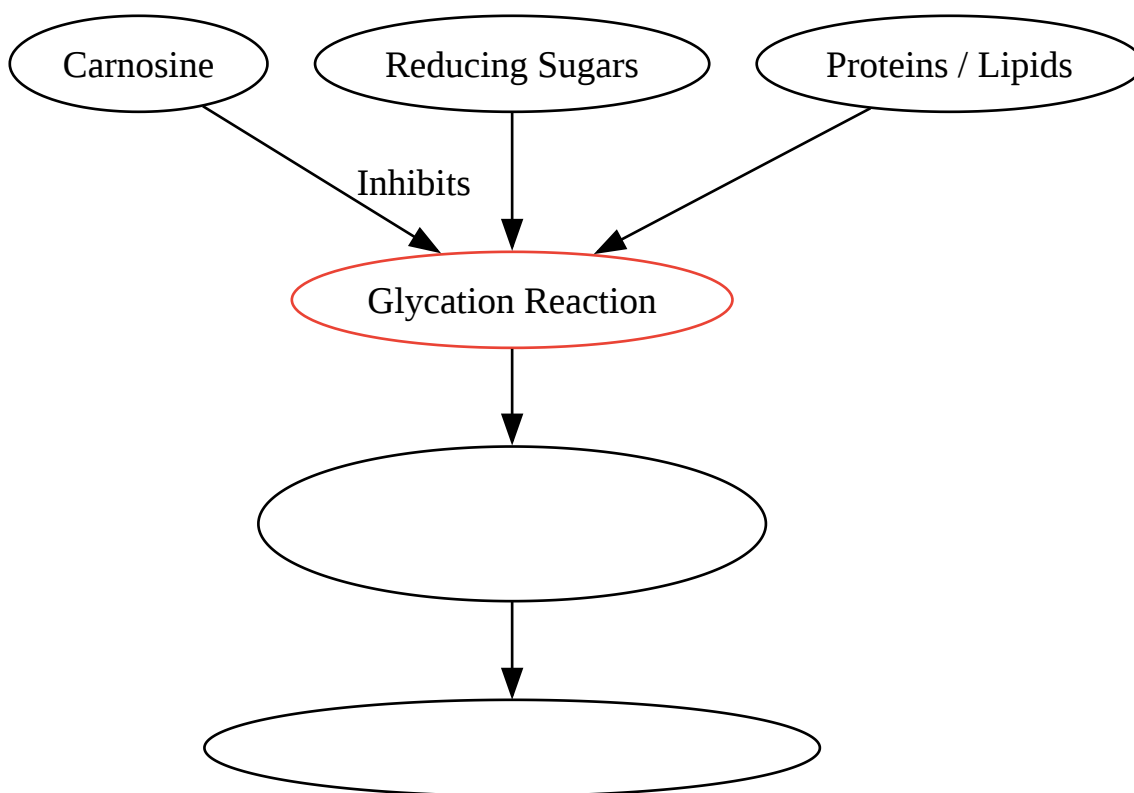 Carnosine
Reducing Sugars
Proteins / Lipids
Inhibits
Glycation Reaction